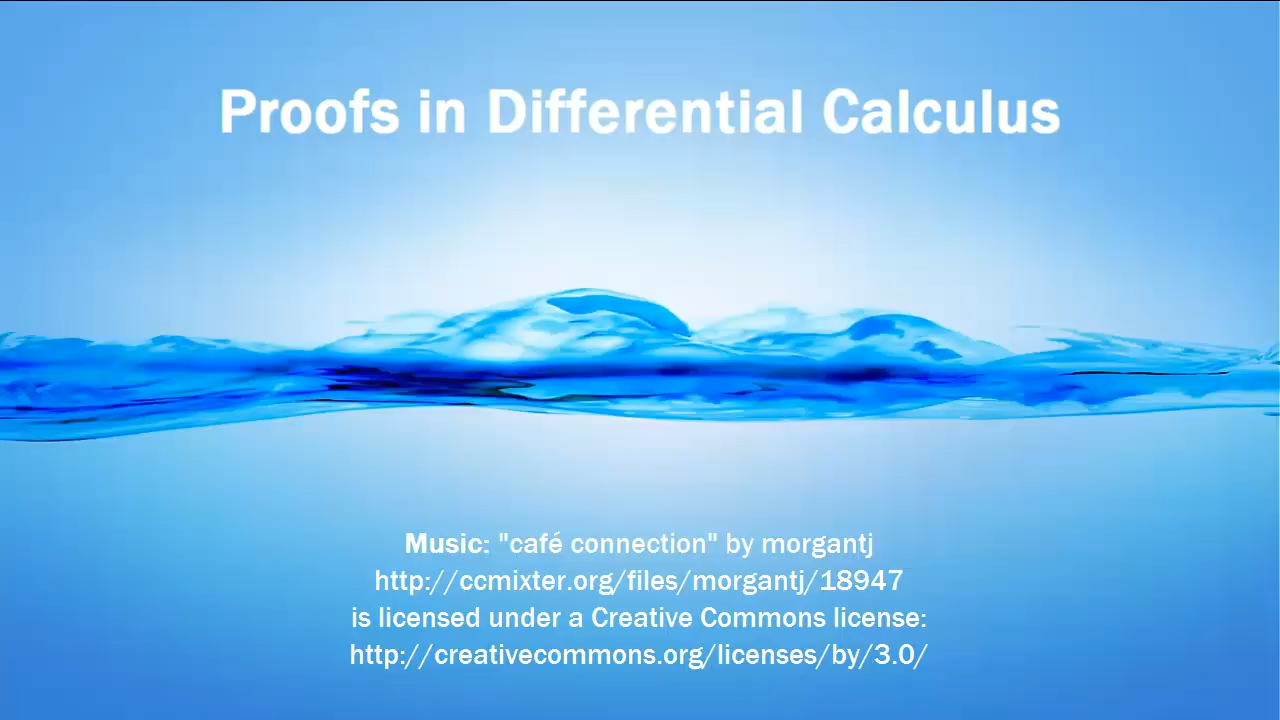 Proofs in Differential Calculus
Music: "café connection" by morgantj
http://ccmixter.org/files/morgantj/18947
is licensed under a Creative Commons license:
http://creativecommons.org/licenses/by/3.0/